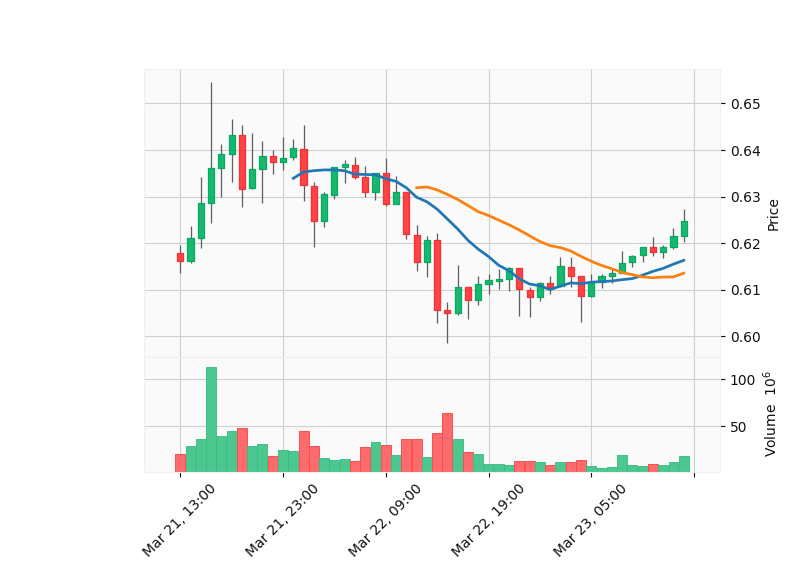 0.65
0.64
0.63
0.62
0.61
0.60
Price
100
50
Volume 10^6
Mar 21, 13:00
Mar 21, 23:00
Mar 22, 09:00
Mar 22, 19:00
Mar 23, 05:00